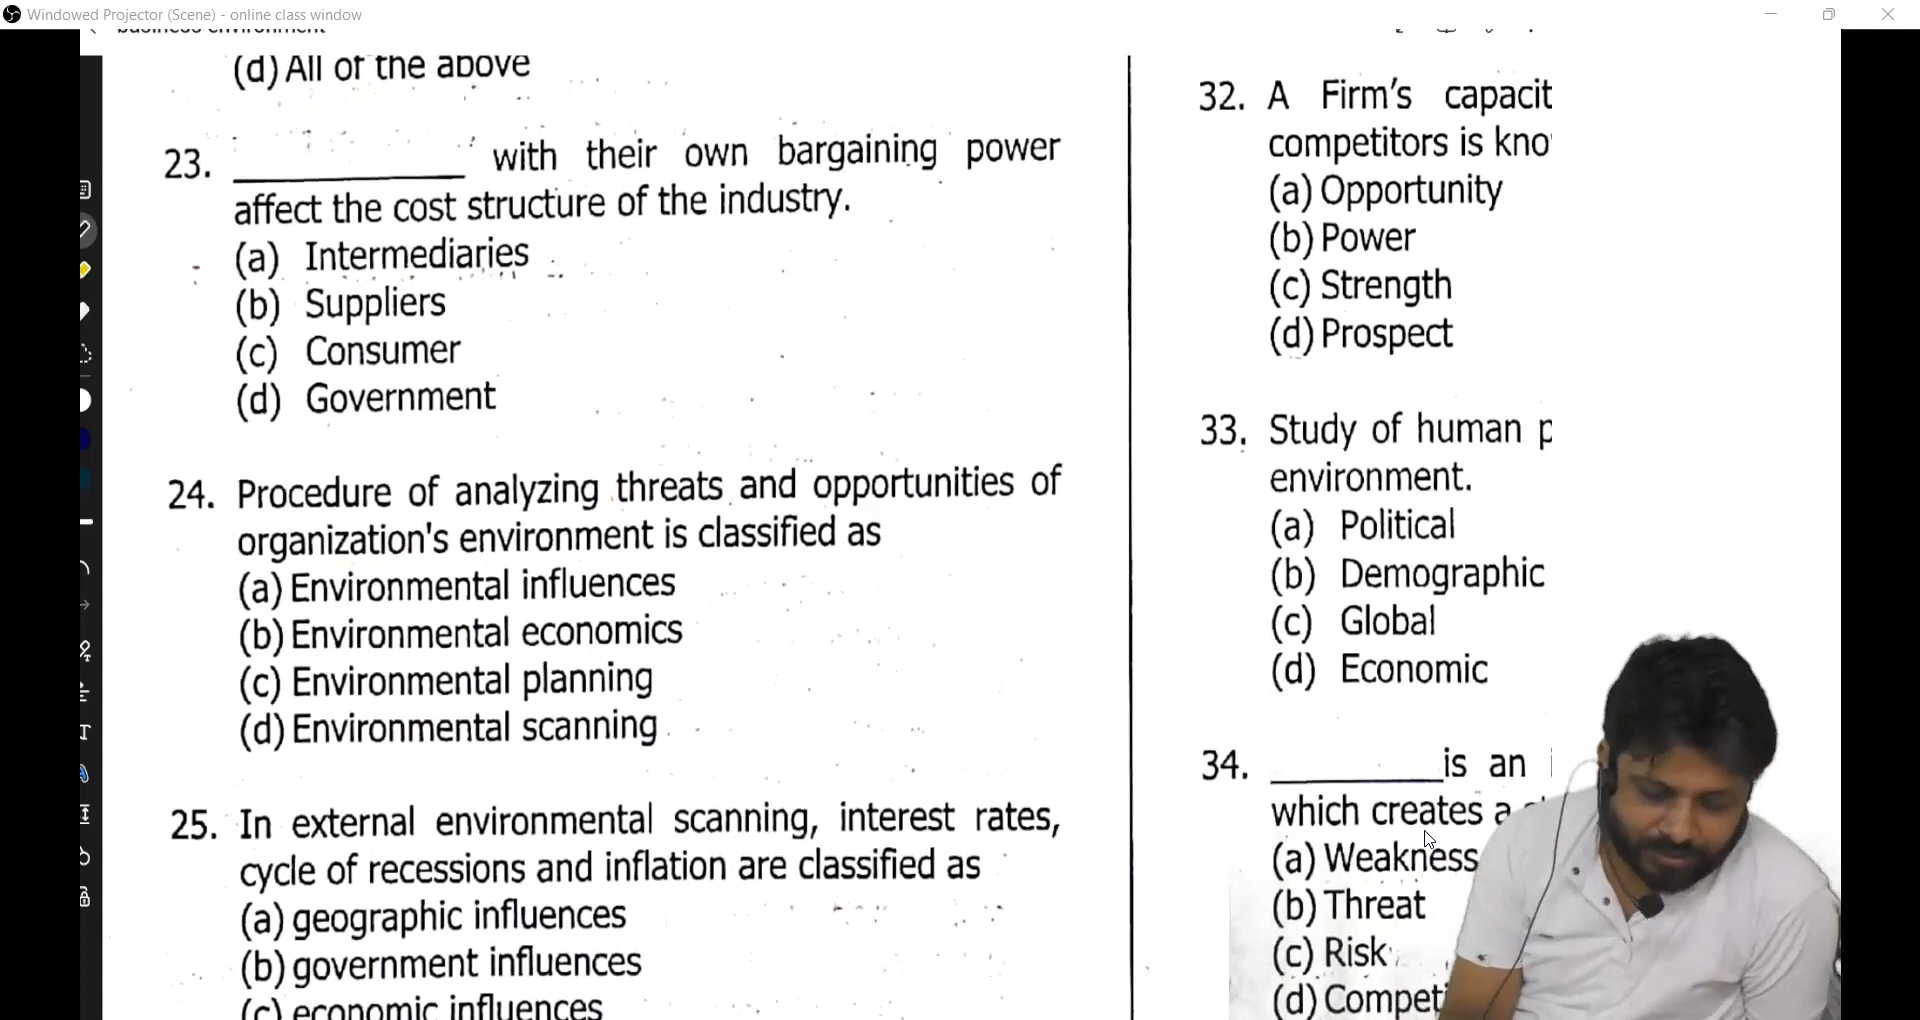 Windowed Projector (Scene) - online class window
business environment
(d) All of the above
23. __________ with their own bargaining power
affect the cost structure of the industry.
(a) Intermediaries
(b) Suppliers
(c) Consumer
(d) Government
24. Procedure of analyzing threats and opportunities of
organization's environment is classified as
(a) Environmental influences
(b) Environmental economics
(c) Environmental planning
(d) Environmental scanning
25. In external environmental scanning, interest rates,
cycle of recessions and inflation are classified as
(a) geographic influences
(b) government influences
(c) economic influences
32. A Firm's capacit
competitors is kno
(a) Opportunity
(b) Power
(c) Strength
(d) Prospect
33. Study of human p
environment.
(a) Political
(b) Demographic
(c) Global
(d) Economic
34. ________ is an
which creates a
(a) Weakness
(b) Threat
(c) Risk
(d) Competi